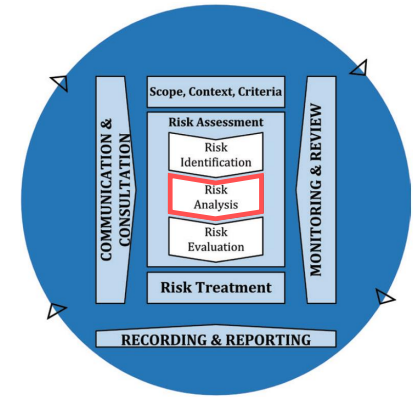 Scope, Context, Criteria
Risk Assessment
Risk
Identification
Risk
Analysis
Risk
Evaluation
Risk Treatment
COMMUNICATION &
CONSULTATION
MONITORING & REVIEW
RECORDING & REPORTING